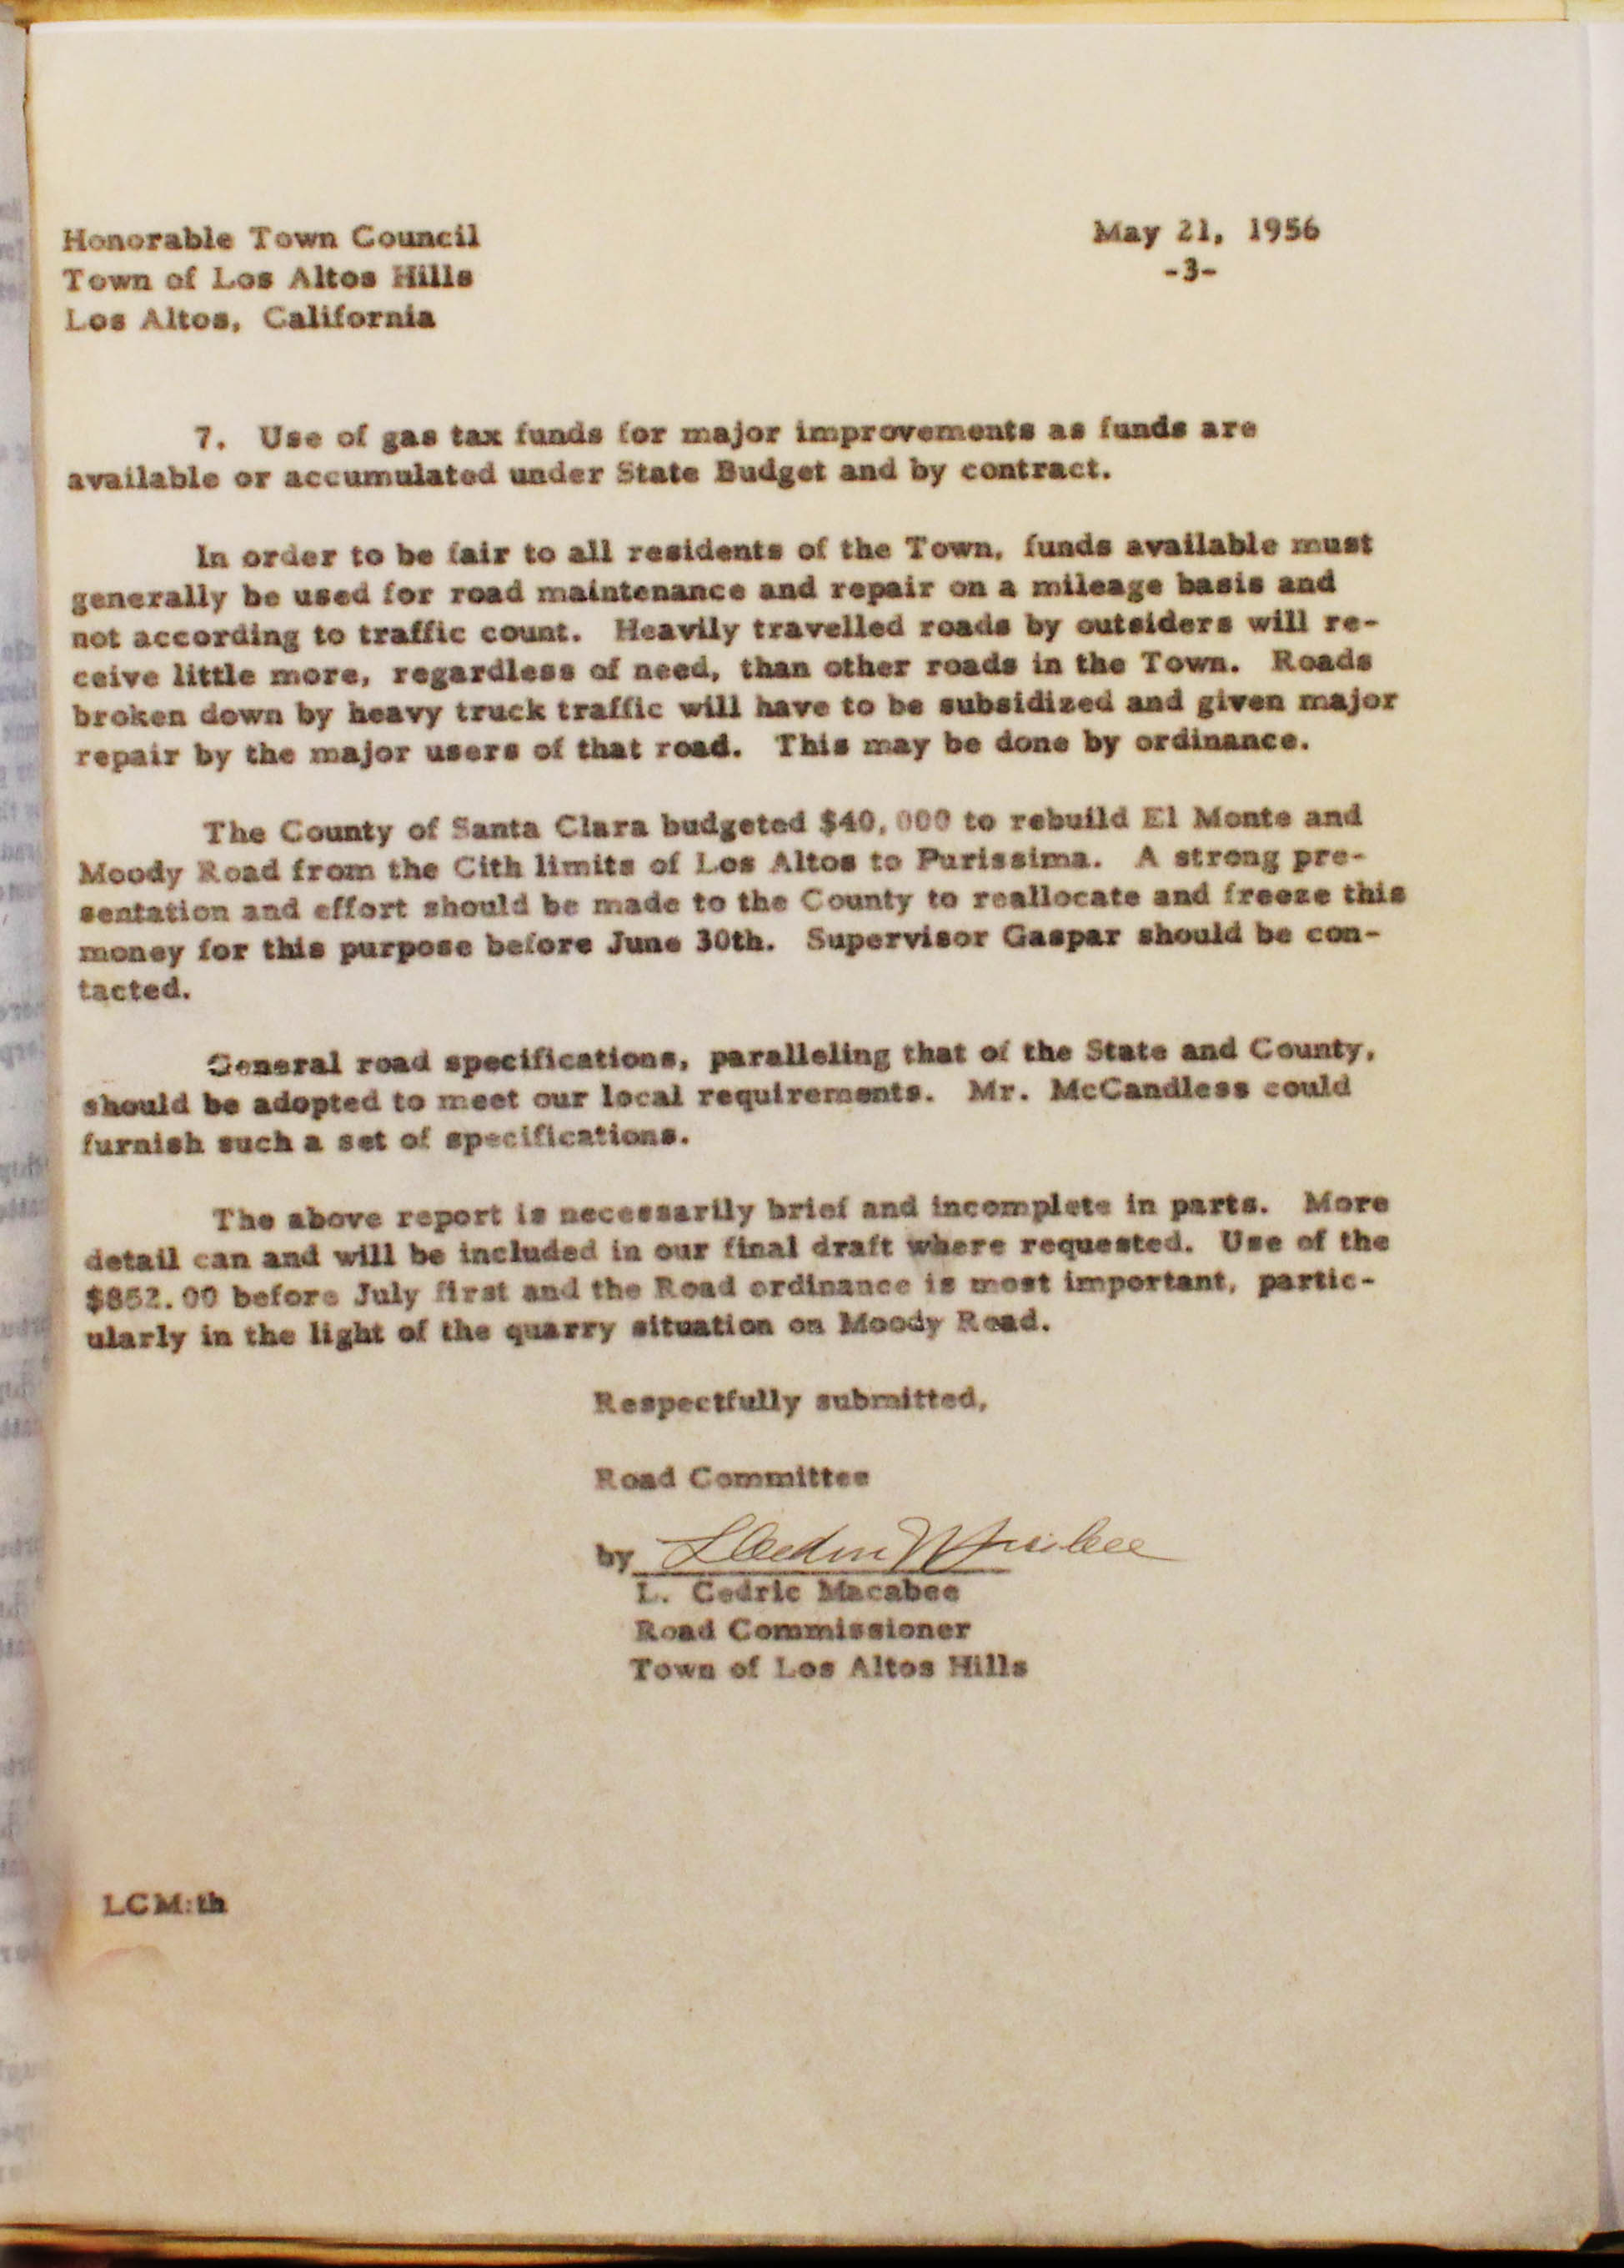 Honorable Town Council
Town of Los Altos Hills
Los Altos, California
May 21, 1956
-3-
7. Use of gas tax funds for major improvements as funds are
available or accumulated under State Budget and by contract.
In order to be fair to all residents of the Town, funds available must
generally be used for road maintenance and repair on a mileage basis and
not according to traffic count. Heavily travelled roads by outsiders will re-
ceive little more, regardless of need, than other roads in the Town. Roads
broken down by heavy truck traffic will have to be subsidized and given major
repair by the major users of that road. This may be done by ordinance.
The County of Santa Clara budgeted $40,000 to rebuild El Monte and
Moody Road from the Cith limits of Los Altos to Purissima. A strong pre-
sentation and effort should be made to the County to reallocate and freeze this
money for this purpose before June 30th. Supervisor Gaspar should be con-
tacted.
General road specifications, paralleling that of the State and County,
should be adopted to meet our local requirements. Mr. McCandless could
furnish such a set of specifications.
The above report is necessarily brief and incomplete in parts. More
detail can and will be included in our final draft where requested. Use of the
$852.00 before July first and the Road ordinance is most important, partic-
ularly in the light of the quarry situation on Moody Road.
Respectfully submitted,
Road Committee
by
L. Cedric Macabee
Road Commissioner
Town of Los Altos Hills
LCM:th